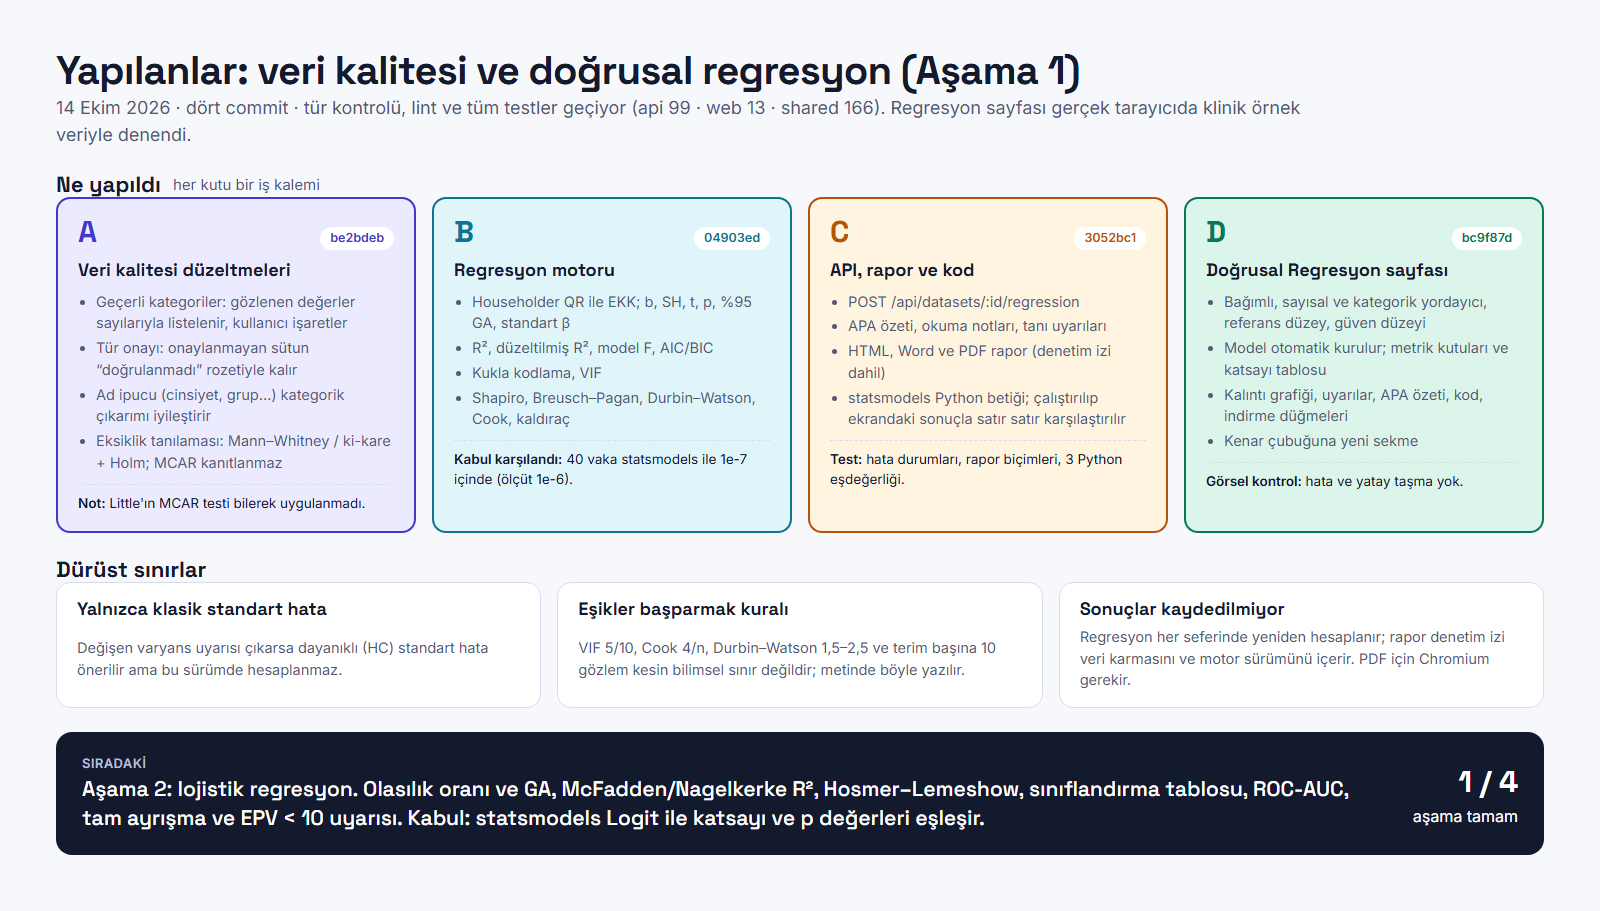 Yapılanlar: veri kalitesi ve doğrusal regresyon (Aşama 1)
14 Ekim 2026 · dört commit · tür kontrolü, lint ve tüm testler geçiyor (api 99 · web 13 · shared 166). Regresyon sayfası gerçek tarayıcıda klinik örnek
veriyle denendi.
Ne yapıldı her kutu bir iş kalemi
A
be2bdeb
Veri kalitesi düzeltmeleri
• Geçerli kategoriler: gözlenen değerler
sayılarıyla listelenir, kullanıcı işaretler
• Tür onayı: onaylanmayan sütun
“doğrulanmadı” rozetiyle kalır
• Ad ipucu (cinsiyet, grup…) kategorik
çıkarımı iyileştirir
• Eksiklik tanılaması: Mann–Whitney / ki-kare
+ Holm; MCAR kanıtlanmaz
Not: Little'ın MCAR testi bilerek uygulanmadı.
B
04903ed
Regresyon motoru
• Householder QR ile EKK; b, SH, t, p, %95
GA, standart β
• R², düzeltilmiş R², model F, AIC/BIC
• Kukla kodlama, VIF
• Shapiro, Breusch–Pagan, Durbin–Watson,
Cook, kaldıraç
Kabul karşılandı: 40 vaka statsmodels ile 1e-7
içinde (ölçüt 1e-6).
C
3052bc1
API, rapor ve kod
• POST /api/datasets/:id/regression
• APA özeti, okuma notları, tanı uyarıları
• HTML, Word ve PDF rapor (denetim izi
dahil)
• statsmodels Python betiği; çalıştırılıp
ekrandaki sonuçla satır satır karşılaştırılır
Test: hata durumları, rapor biçimleri, 3 Python
eşdeğerliği.
D
bc9f87d
Doğrusal Regresyon sayfası
• Bağımlı, sayısal ve kategorik yordayıcı,
referans düzey, güven düzeyi
• Model otomatik kurulur; metrik kutuları ve
katsayı tablosu
• Kalıntı grafiği, uyarılar, APA özeti, kod,
indirme düğmeleri
• Kenar çubuğuna yeni sekme
Görsel kontrol: hata ve yatay taşma yok.
Dürüst sınırlar
Yalnızca klasik standart hata
Değişen varyans uyarısı çıkarsa dayanıklı (HC) standart hata
önerilir ama bu sürümde hesaplanmaz.
Eşikler başparmak kuralı
VIF 5/10, Cook 4/n, Durbin–Watson 1,5–2,5 ve terim başına 10
gözlem kesin bilimsel sınır değildir; metinde böyle yazılır.
Sonuçlar kaydedilmiyor
Regresyon her seferinde yeniden hesaplanır; rapor denetim izi
veri karmasını ve motor sürümünü içerir. PDF için Chromium
gerekir.
SIRADAKİ
Aşama 2: lojistik regresyon. Olasılık oranı ve GA, McFadden/Nagelkerke R², Hosmer–Lemeshow, sınıflandırma tablosu, ROC-AUC,
tam ayrışma ve EPV < 10 uyarısı. Kabul: statsmodels Logit ile katsayı ve p değerleri eşleşir.
1 / 4
aşama tamam